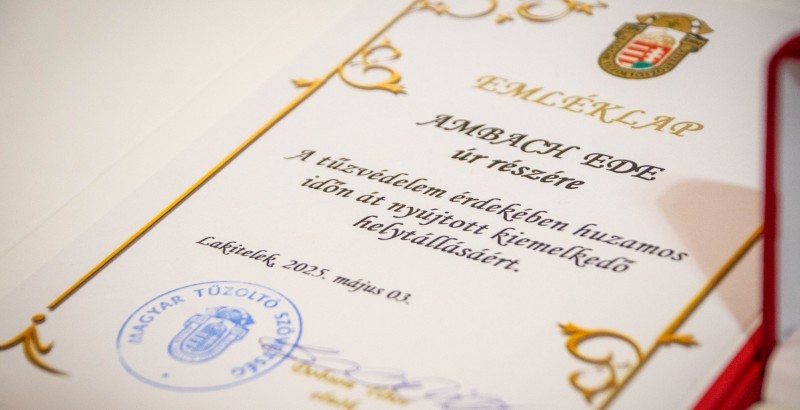 EMLÉKLAP
AMBACH EDE
úr részére
A tűzvédelem érdekében huzamos
időn át nyújtott kiemelkedő
helytállásáért.
Lakitelek, 2025. május 03.
MAGYAR TŰZOLTÓ SZÖVETSÉG
elnök